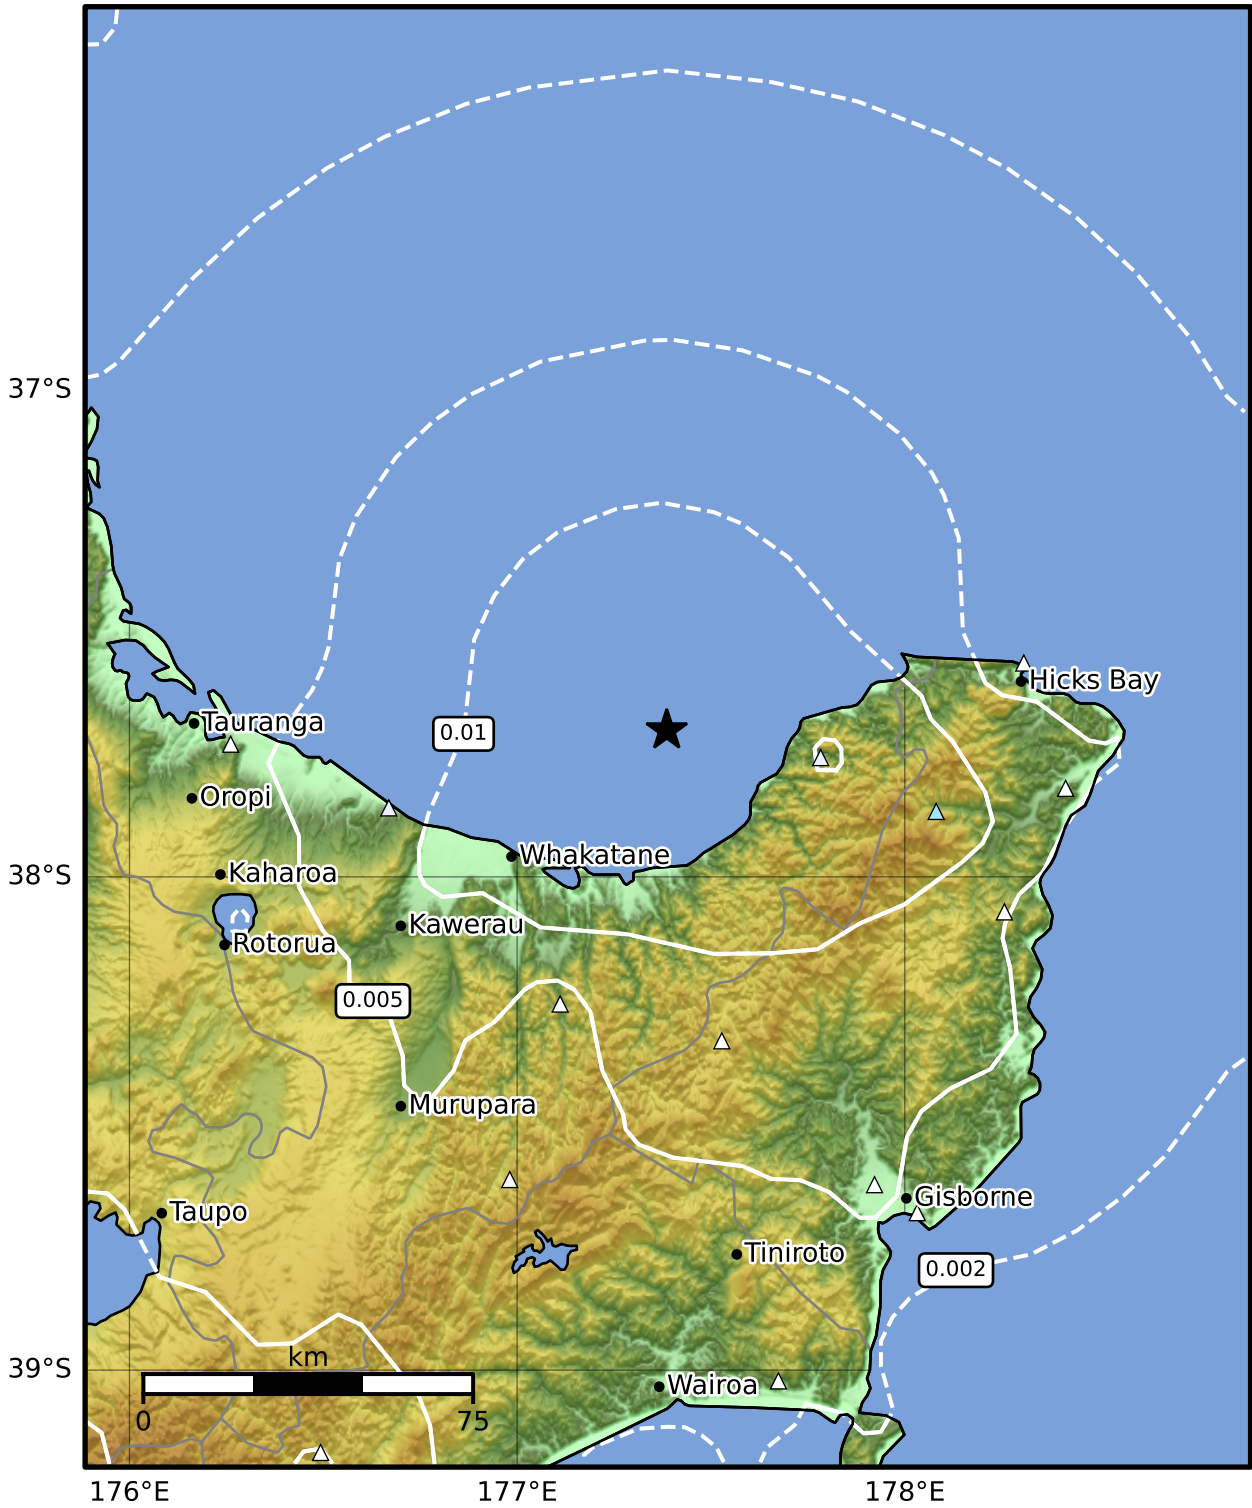 37°S
Hicks Bay
Tauranga
0.01
Oropi
Whakatane
38°S
Kaharoa
Kawerau
Rotorua
0.005
Murupara
Gisborne
Taupo
Tiniroto
0.002
km
39°S
Wairoa
0
75
176°E
177°E
178°E